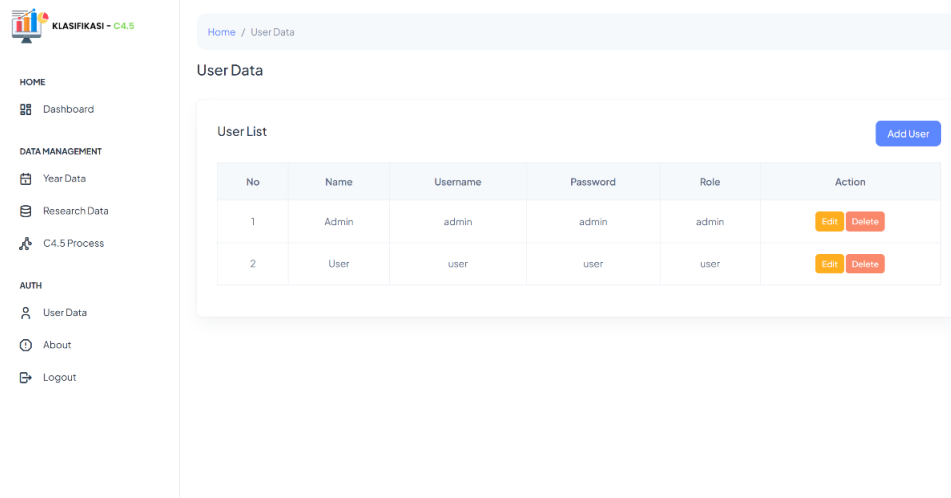 KLASIFIKASI - C4.5
HOME
Dashboard
DATA MANAGEMENT
Year Data
Research Data
C4.5 Process
AUTH
User Data
About
Logout
Home / User Data
User Data
User List
Add User
No Name Username Password Role Action
1 Admin admin admin admin Edit Delete
2 User user user user Edit Delete